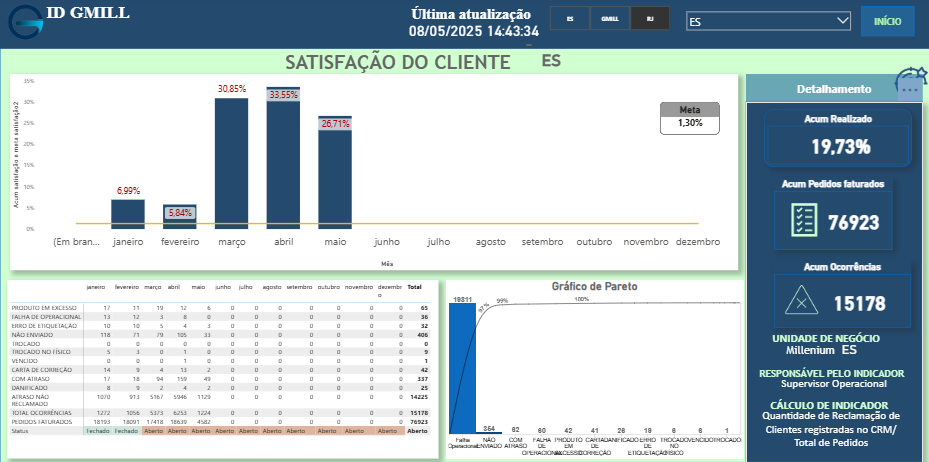 ID GMILL
Última atualização
08/05/2025 14:43:34
ES
GMILL
RJ
ES
INÍCIO
SATISFAÇÃO DO CLIENTE ES
Acum satisfação e meta satisfação2
35%
30%
25%
20%
15%
10%
5%
0%
6,99%
5,84%
30,85%
33,55%
26,71%
Meta
1,30%
(Em bran... janeiro fevereiro março abril maio junho julho agosto setembro outubro novembro dezembro
Mês
Detalhamento
Acum Realizado
19,73%
Acum Pedidos faturados
76923
Acum Ocorrências
15178
UNIDADE DE NEGÓCIO
Millenium ES
RESPONSÁVEL PELO INDICADOR
Supervisor Operacional
CÁLCULO DE INDICADOR
Quantidade de Reclamação de
Clientes registradas no CRM/
Total de Pedidos
janeiro fevereiro março abril maio junho julho agosto setembro outubro novembro dezembr Total
o
PRODUTO EM EXCESSO 17 11 19 12 6 0 0 0 0 0 0 0 65
FALHA DE OPERACIONAL 13 12 3 8 0 0 0 0 0 0 0 0 36
ERRO DE ETIQUETAÇÃO 10 10 5 4 3 0 0 0 0 0 0 0 32
NÃO ENVIADO 118 71 79 105 33 0 0 0 0 0 0 0 406
TROCADO 0 0 0 0 0 0 0 0 0 0 0 0 0
TROCADO NO FÍSICO 5 3 0 1 0 0 0 0 0 0 0 0 9
VENCIDO 0 0 0 1 0 0 0 0 0 0 0 0 1
CARTA DE CORREÇÃO 14 9 4 13 2 0 0 0 0 0 0 0 42
COM ATRASO 17 18 94 159 49 0 0 0 0 0 0 0 337
DANIFICADO 8 9 2 4 2 0 0 0 0 0 0 0 25
ATRASO NÃO 1070 913 5167 5946 1129 0 0 0 0 0 0 0 14225
RECLAMADO
TOTAL OCORRÊNCIAS 1272 1056 5373 6253 1224 0 0 0 0 0 0 0 15178
PEDIDOS FATURADOS 18193 18091 17418 18639 4582 0 0 0 0 0 0 0 76923
Status Fechado Fechado Aberto Aberto Aberto Aberto Aberto Aberto Aberto Aberto Aberto Aberto Aberto
Gráfico de Pareto
97% 99% 100%
354 62 60 42 41 26 19 6 6 1
Falha NÃO COM FALHA PRODUTO CARTA DANIFICADO ERRO TROCADO VENCIDO TROCADO
Operacional ENVIADO ATRASO DE EM DE DE NO
OPERACIONAL EXCESSO CORREÇÃO ETIQUETAÇÃO FÍSICO